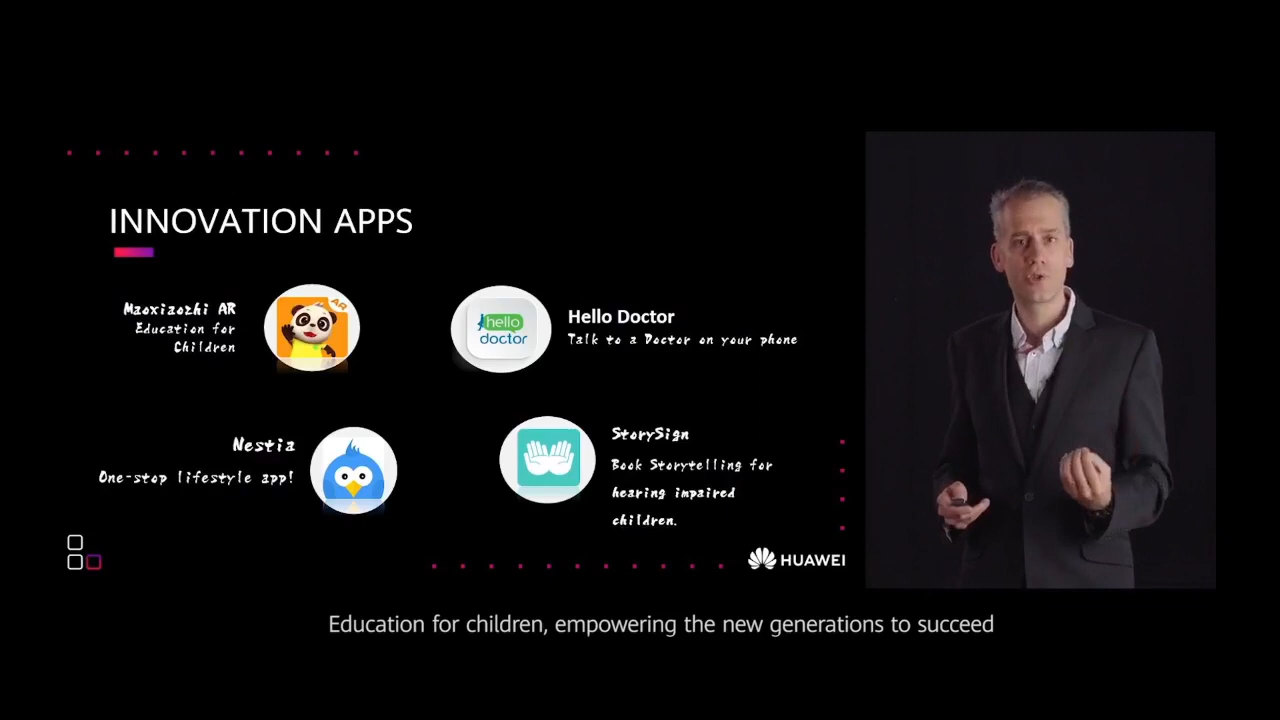 INNOVATION APPS
Maoxiaozhi AR
Education for
Children
AR
hello
doctor
Hello Doctor
Talk to a Doctor on your phone
Nestia
One-stop lifestyle app!
StorySign
Book Storytelling for
hearing impaired
children.
HUAWEI
Education for children, empowering the new generations to succeed